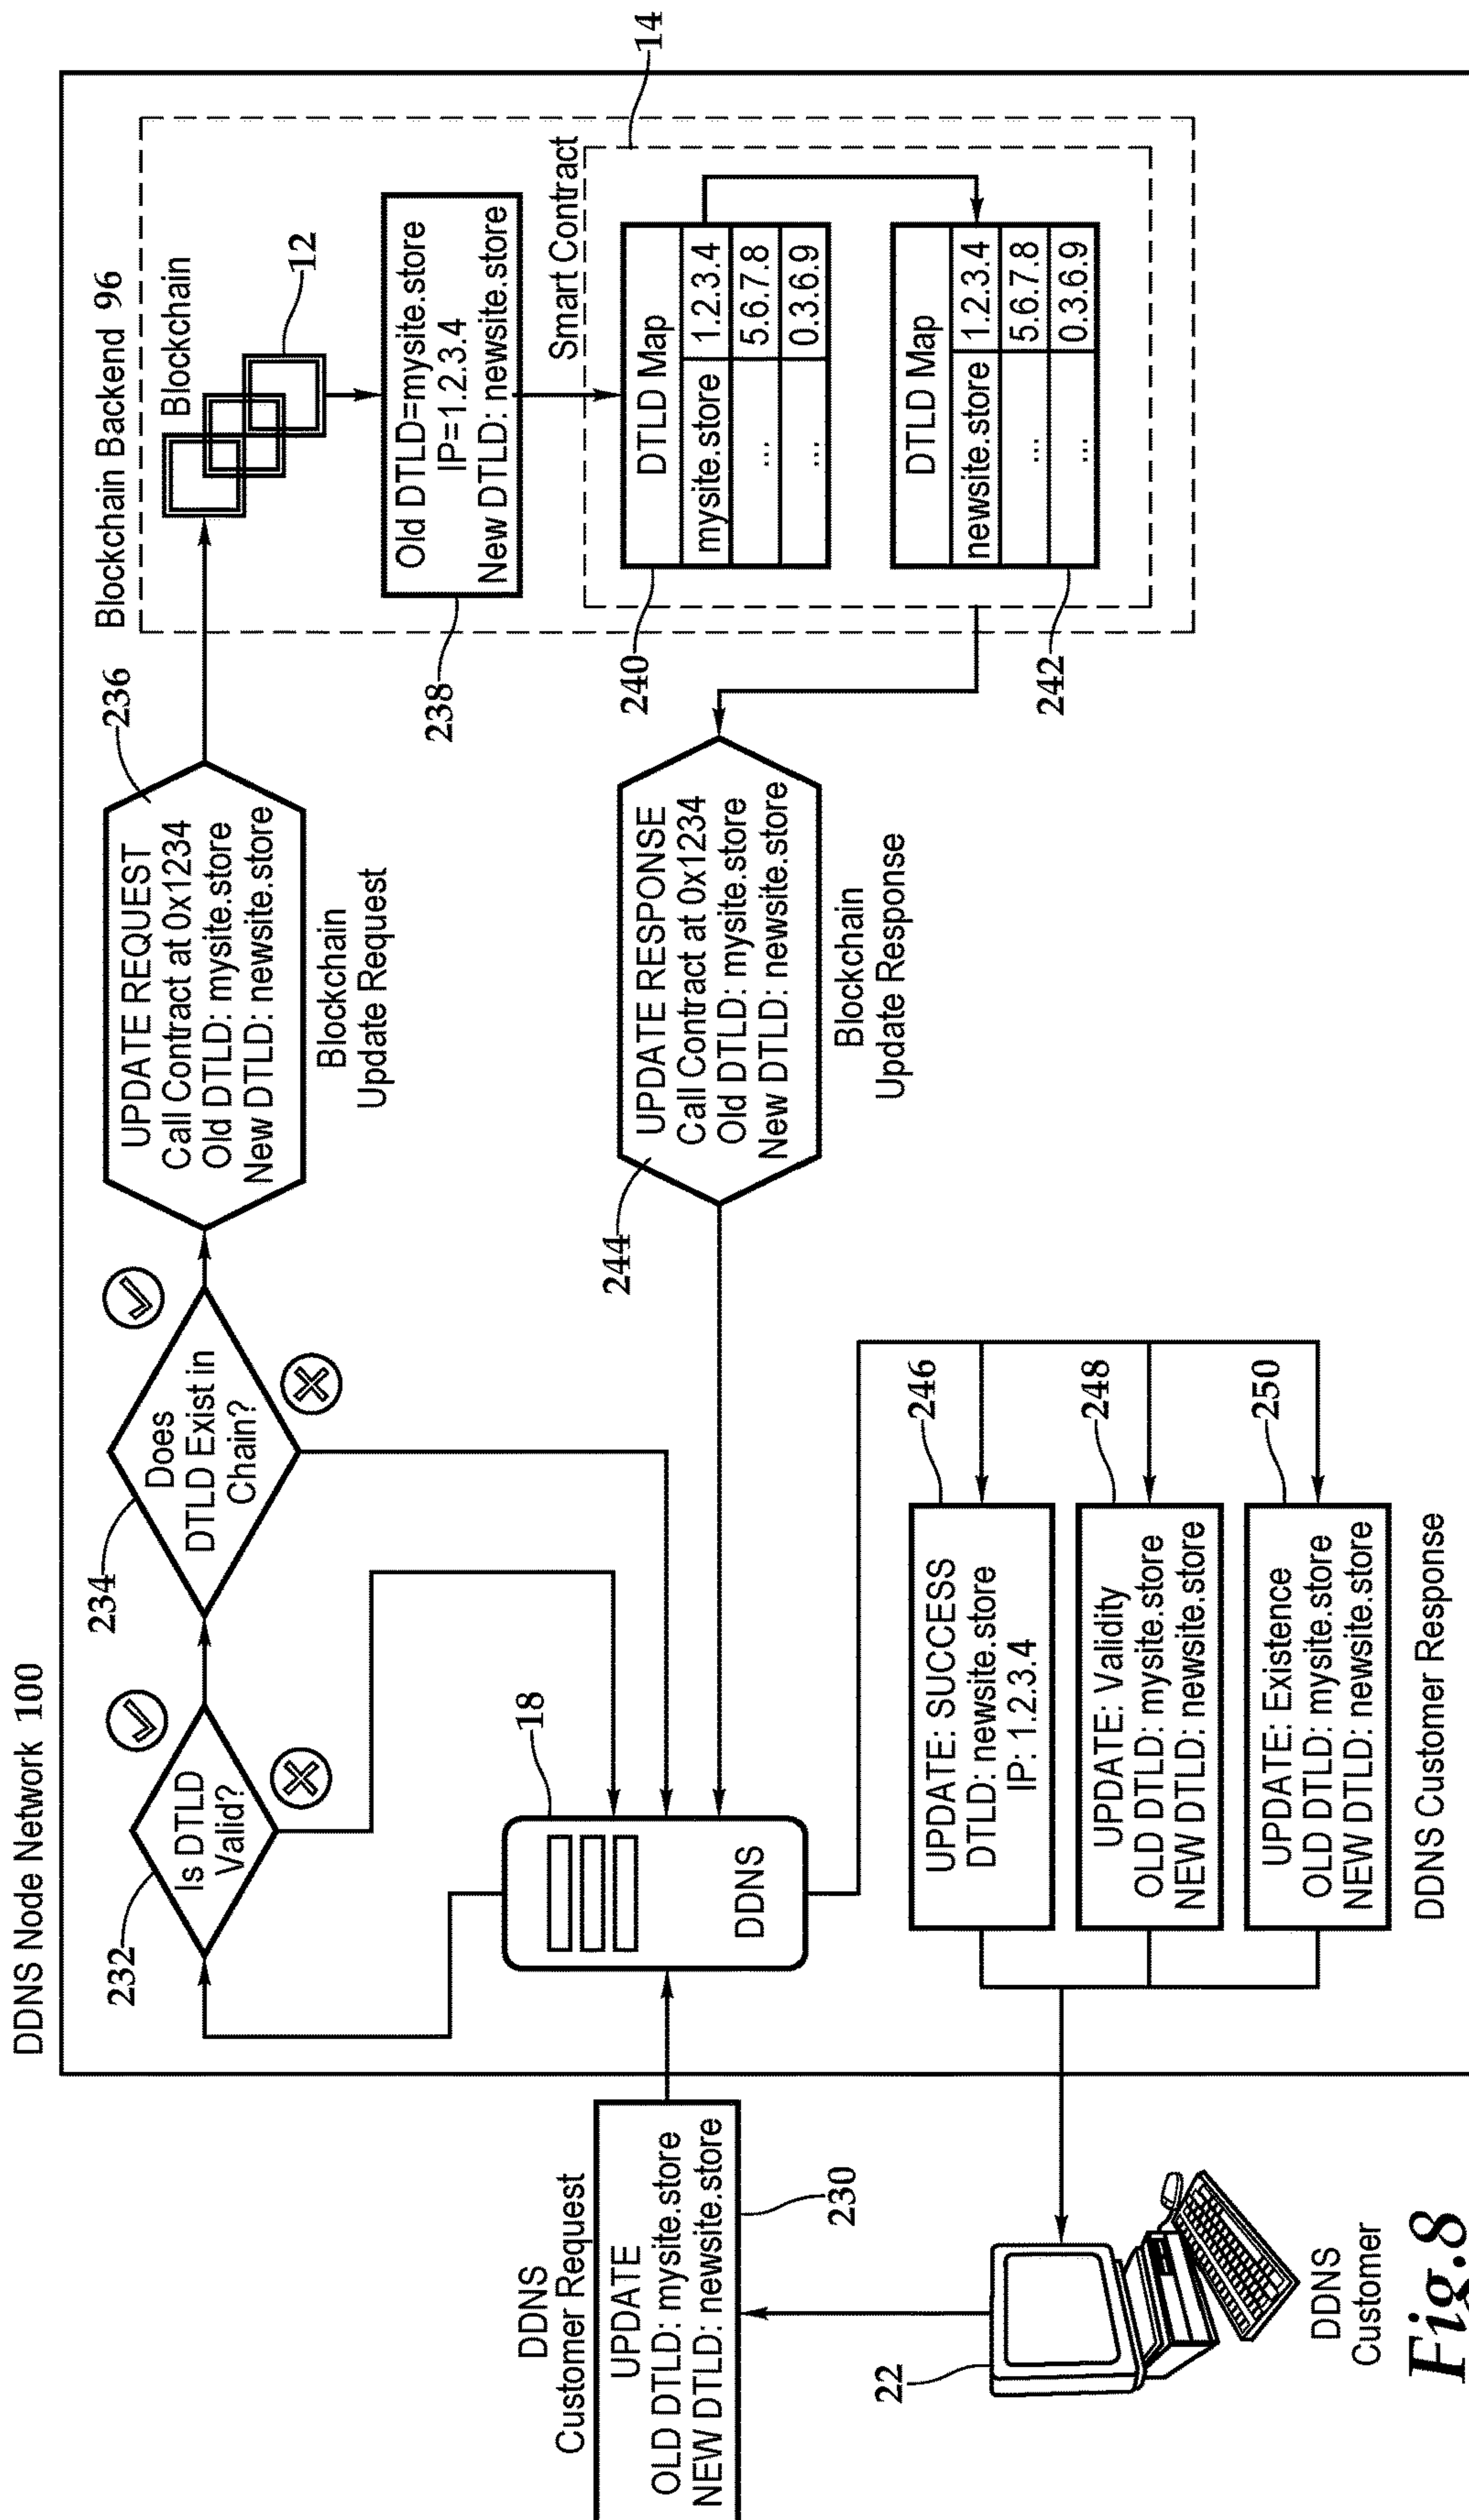 DDNS Node Network 100
Blockchain Backend 96
DDNS
Customer Request
UPDATE
OLD DTLD: mysite.store
NEW DTLD: newsite.store
230
22
DDNS
Customer
232
Is DTLD
Valid?
234
Does
DTLD Exist in
Chain?
236
UPDATE REQUEST
Call Contract at 0x1234
Old DTLD: mysite.store
New DTLD: newsite.store
Blockchain
Update Request
Blockchain
12
238
Old DTLD=mysite.store
IP=1.2.3.4
New DTLD: newsite.store
Smart Contract
14
240
DTLD Map
mysite.store 1.2.3.4
... 5.6.7.8
... 0.3.6.9
242
DTLD Map
newsite.store 1.2.3.4
... 5.6.7.8
... 0.3.6.9
244
UPDATE RESPONSE
Call Contract at 0x1234
Old DTLD: mysite.store
New DTLD: newsite.store
Blockchain
Update Response
18
DDNS
246
UPDATE: SUCCESS
DTLD: newsite.store
IP: 1.2.3.4
248
UPDATE: Validity
OLD DTLD: mysite.store
NEW DTLD: newsite.store
250
UPDATE: Existence
OLD DTLD: mysite.store
NEW DTLD: newsite.store
DDNS Customer Response
Fig.8